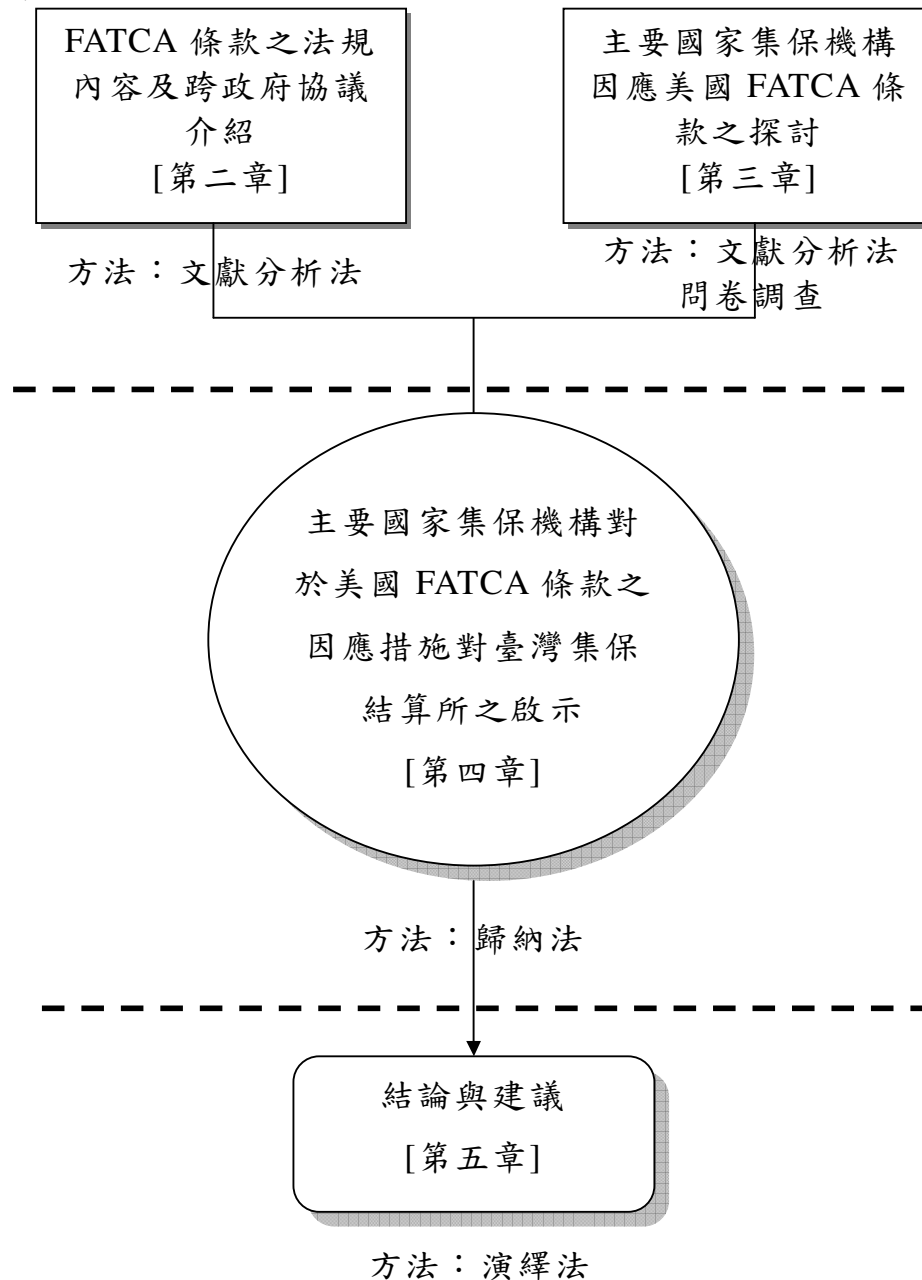 FATCA 條款之法規
內容及跨政府協議
介紹
[第二章]
主要國家集保機構
因應美國 FATCA 條
款之探討
[第三章]
方法：文獻分析法
方法：文獻分析法
問卷調查
主要國家集保機構對
於美國 FATCA 條款之
因應措施對臺灣集保
結算所之啟示
[第四章]
方法：歸納法
結論與建議
[第五章]
方法：演繹法